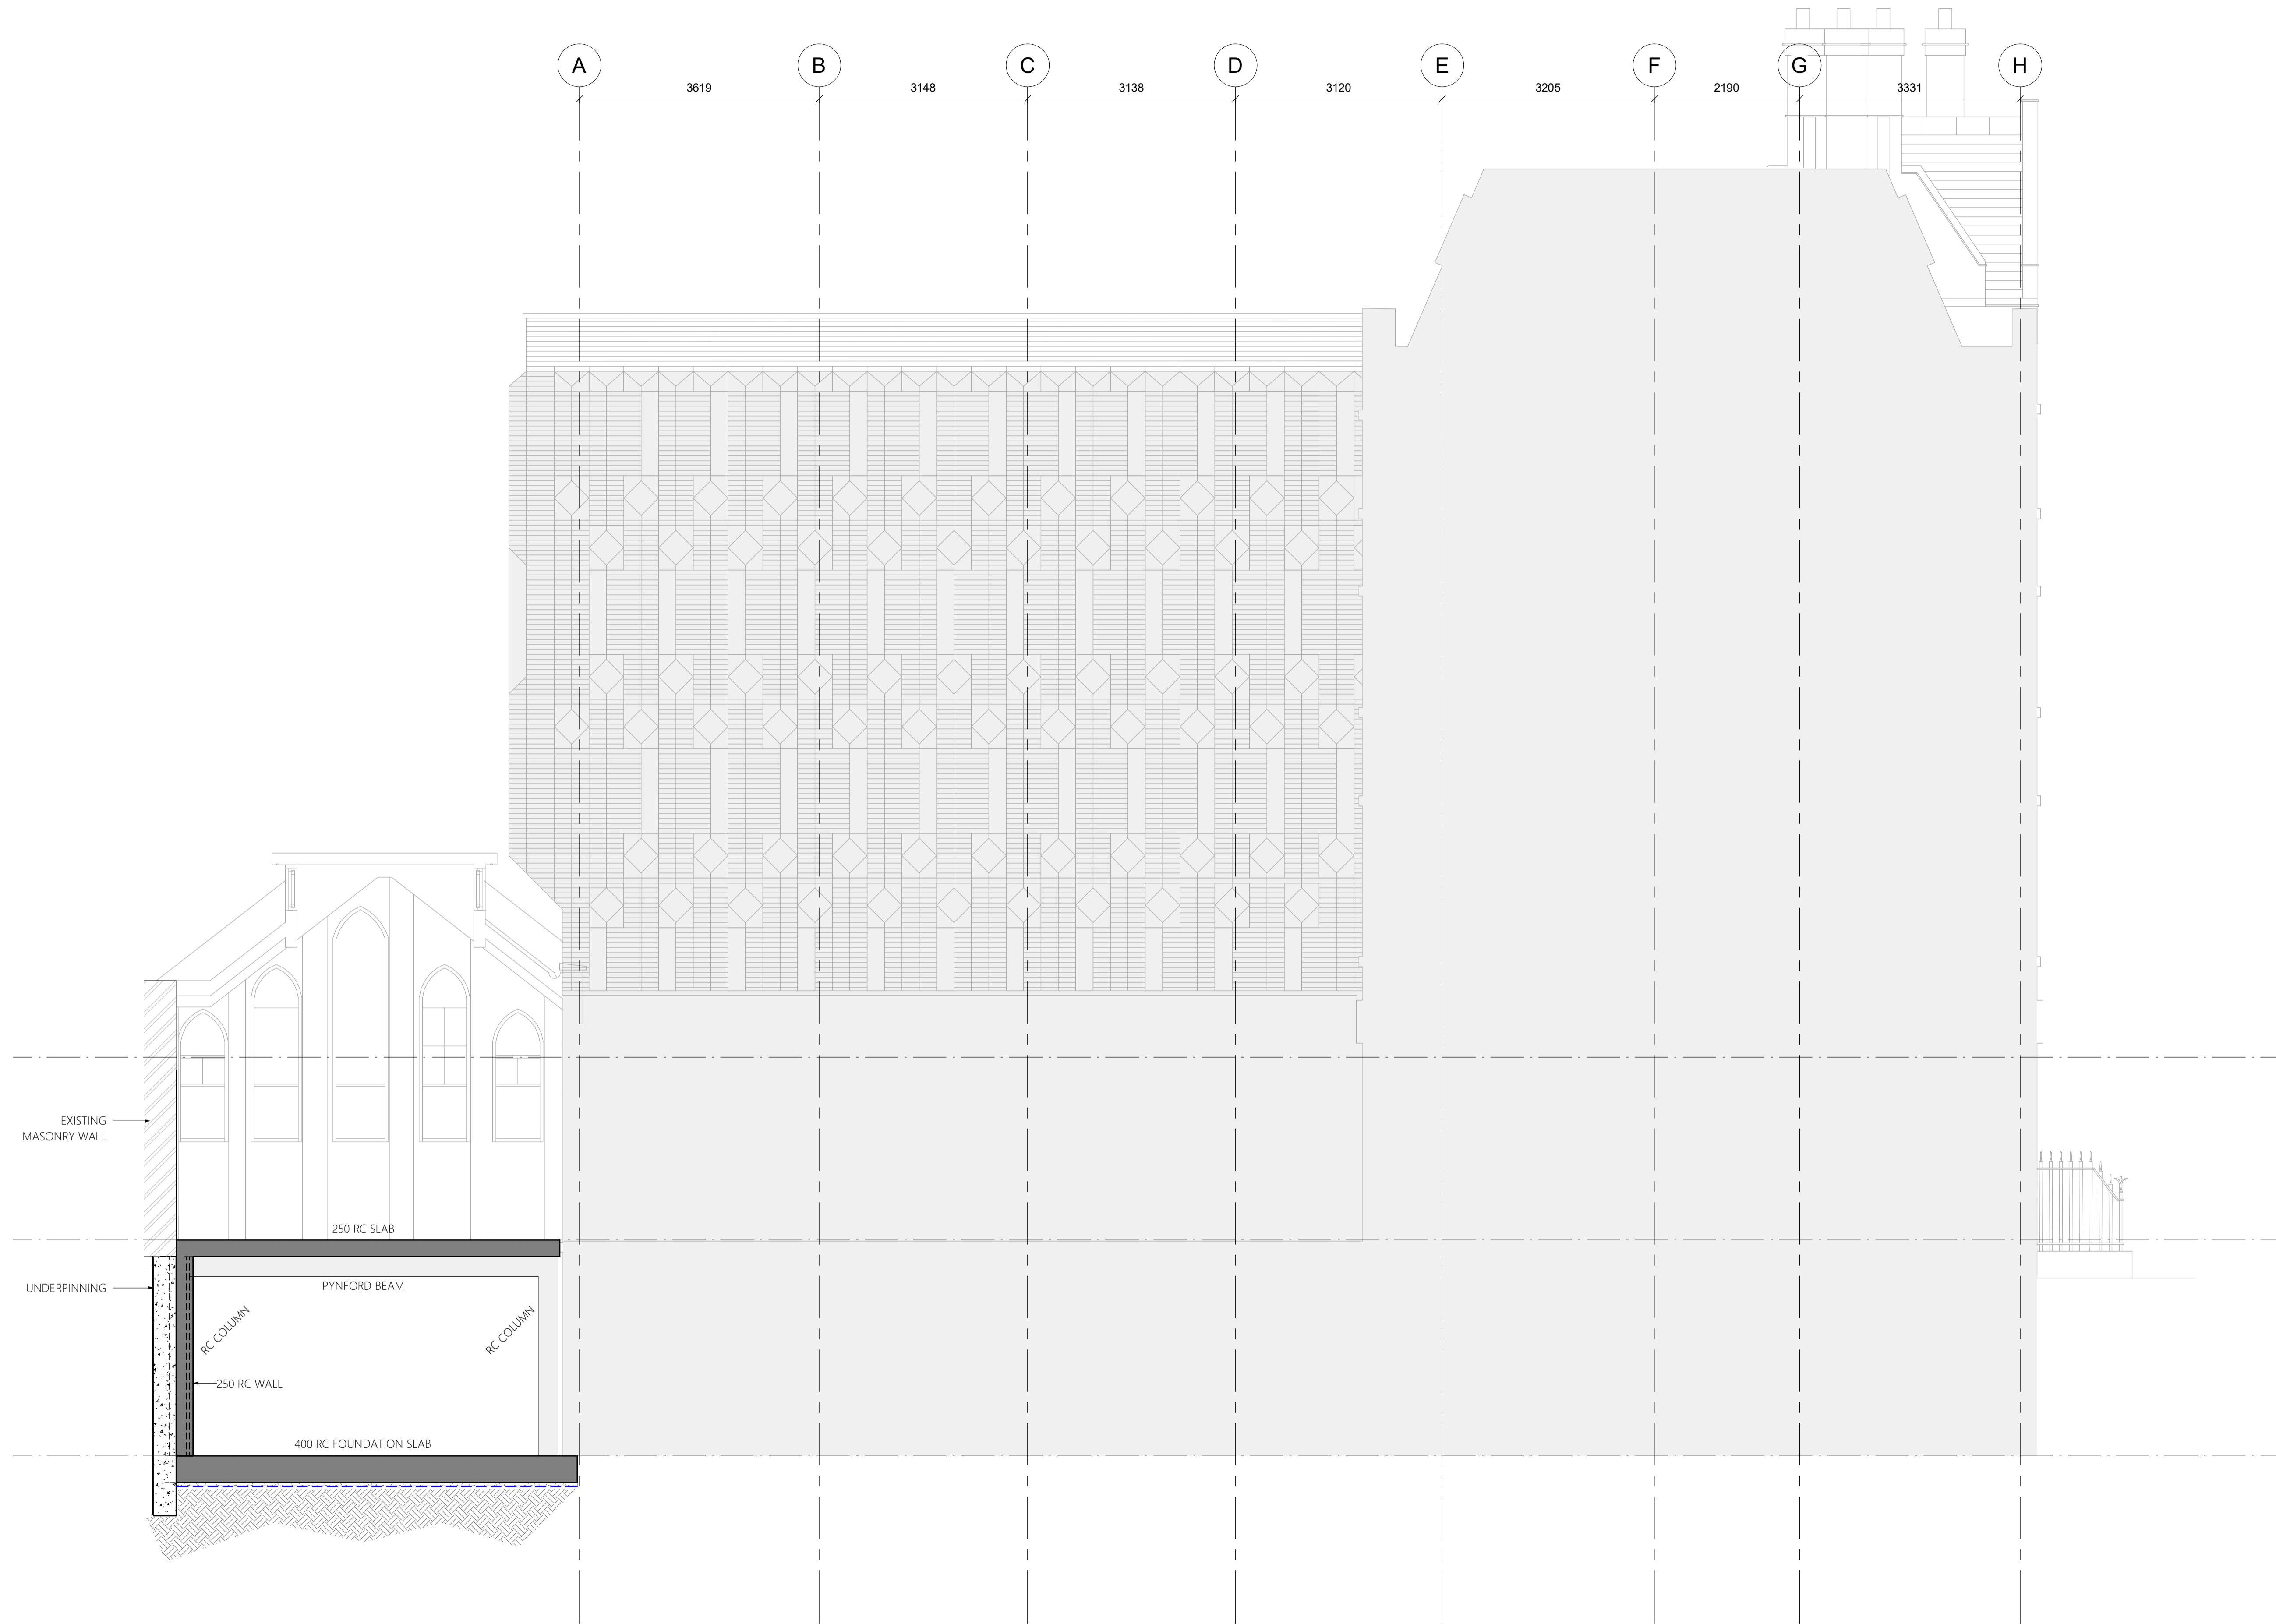 A B C D E F G H
3619 3148 3138 3120 3205 2190 3331
EXISTING
MASONRY WALL
250 RC SLAB
PYNFORD BEAM
UNDERPINNING
RC COLUMN
RC COLUMN
250 RC WALL
400 RC FOUNDATION SLAB